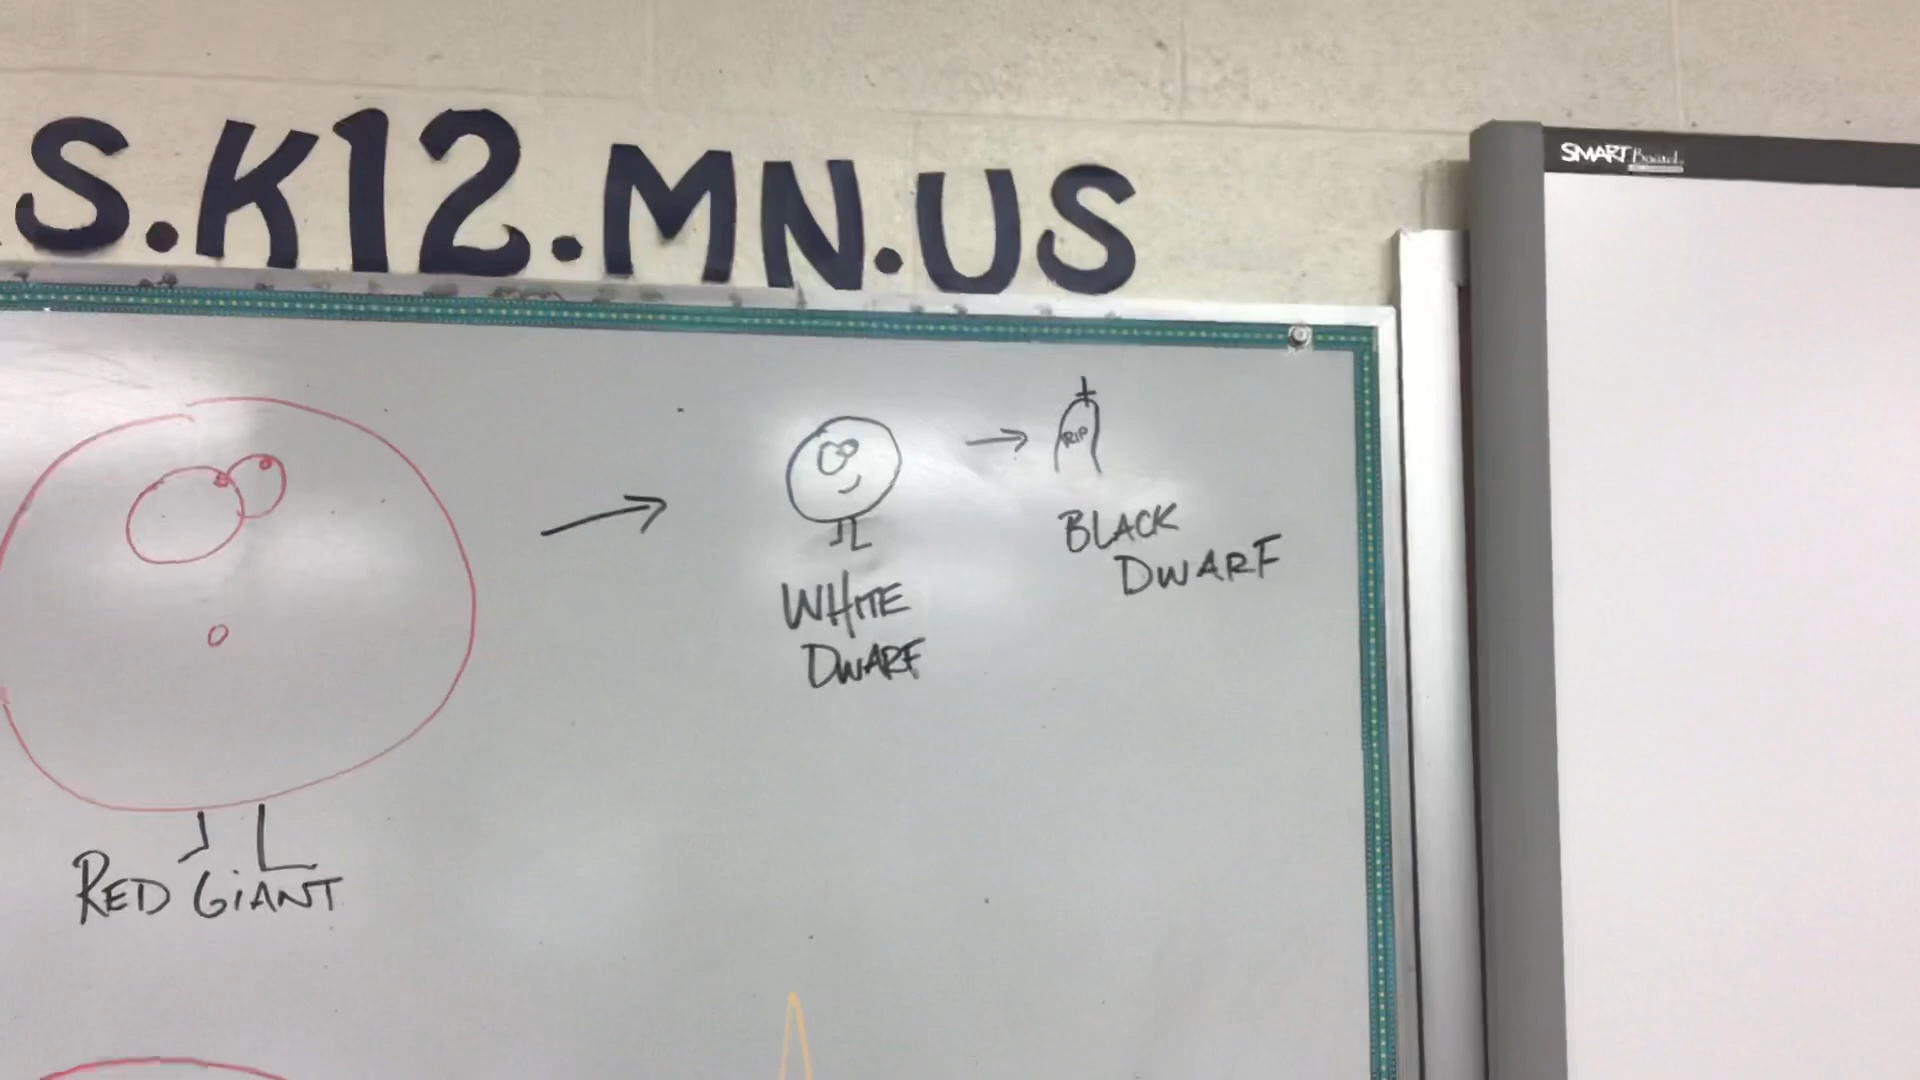 S.K12.MN.US
SMART Board
RIP
BLACK
DWARF
WHITE
DWARF
RED GiANT